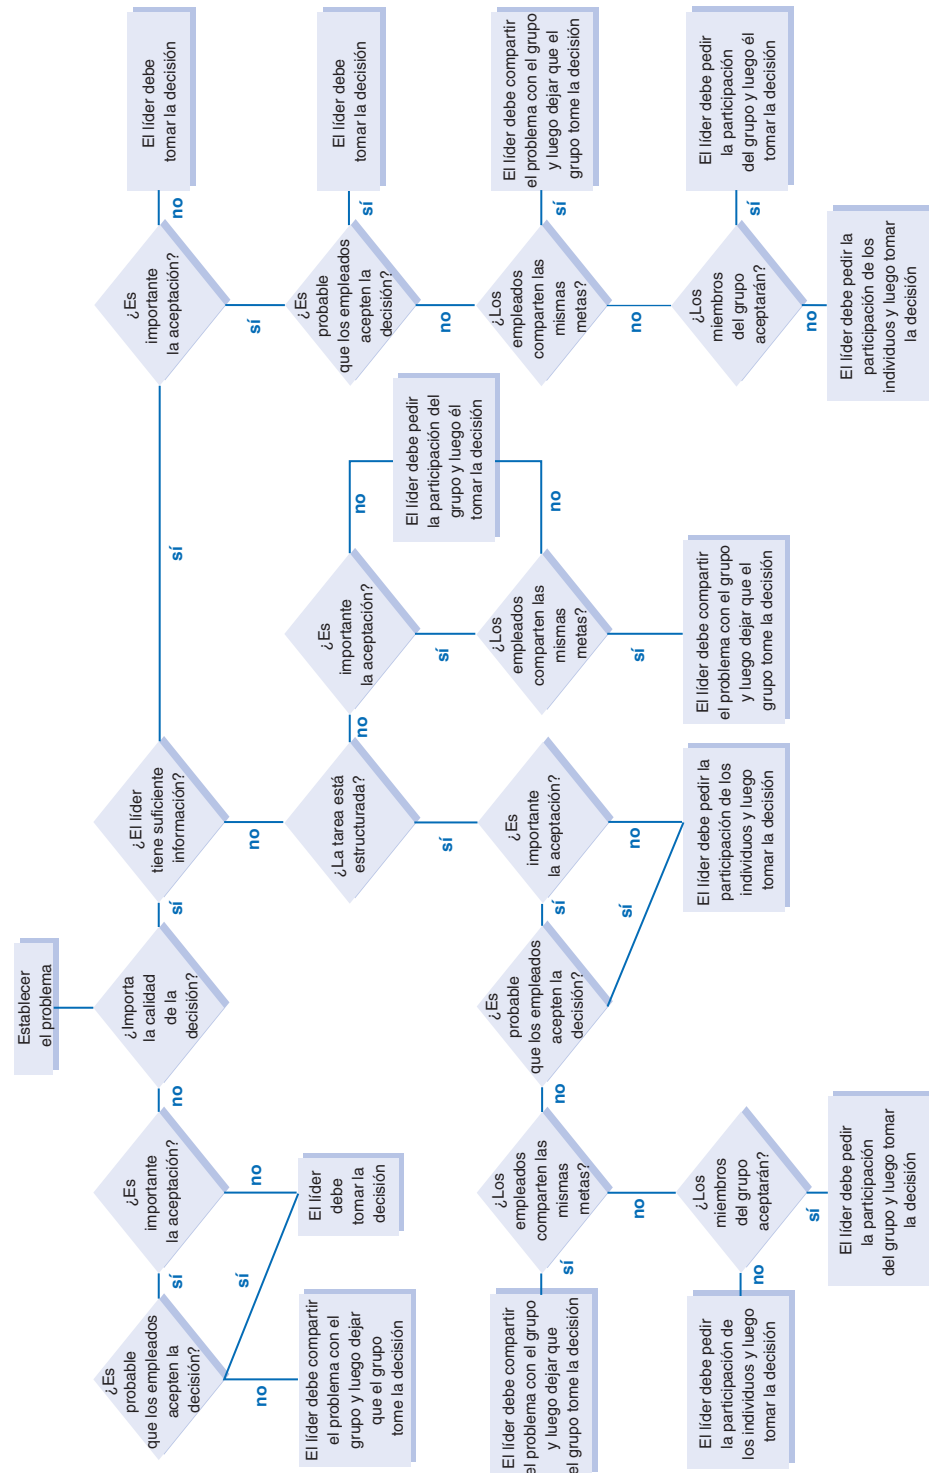 Establecer
el problema
¿Es
probable
que los empleados
acepten la
decisión?
sí
¿Es
importante
la aceptación?
no
¿Importa
la calidad
de la
decisión?
sí
¿El líder
tiene suficiente
información?
sí
¿Es
importante
la aceptación?
no
El líder debe
tomar la decisión
no
sí
no
no
sí
El líder debe compartir
el problema con el
grupo y luego dejar
que el grupo
tome la decisión
El líder
debe
tomar la
decisión
¿La tarea está
estructurada?
no
¿Es
importante
la aceptación?
no
¿Es
probable
que los empleados
acepten la
decisión?
sí
El líder debe
tomar la decisión
El líder debe pedir
la participación del
grupo y luego él
tomar la decisión
sí
sí
no
El líder debe compartir
el problema con el grupo
y luego dejar que
el grupo tome la decisión
sí
¿Los
empleados
comparten las
mismas
metas?
no
¿Es
probable
que los empleados
acepten la
decisión?
sí
¿Es
importante
la aceptación?
¿Los
empleados
comparten las
mismas
metas?
no
¿Los
empleados
comparten las
mismas
metas?
sí
El líder debe compartir
el problema con el grupo
y luego dejar que el
grupo tome la decisión
no
sí
no
sí
no
El líder debe pedir
la participación de
los individuos y luego
tomar la decisión
no
¿Los
miembros
del grupo
aceptarán?
El líder debe pedir la
participación de los
individuos y luego
tomar la decisión
El líder debe compartir
el problema con el grupo
y luego dejar que el
grupo tome la decisión
¿Los
miembros
del grupo
aceptarán?
sí
El líder debe pedir
la participación
del grupo y luego él
tomar la decisión
sí
no
El líder debe pedir
la participación
del grupo y luego tomar
la decisión
El líder debe pedir la
participación de los
individuos y luego tomar
la decisión